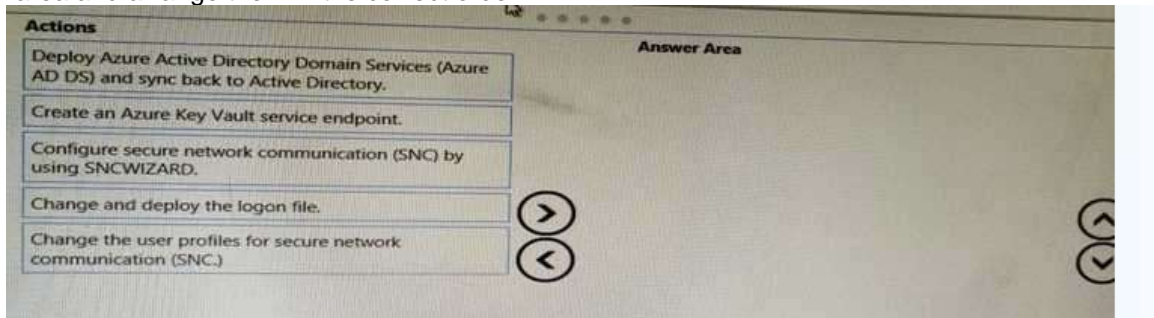 Actions
Answer Area
Deploy Azure Active Directory Domain Services (Azure
AD DS) and sync back to Active Directory.
Create an Azure Key Vault service endpoint.
Configure secure network communication (SNC) by
using SNCWIZARD.
Change and deploy the logon file.
Change the user profiles for secure network
communication (SNC.)